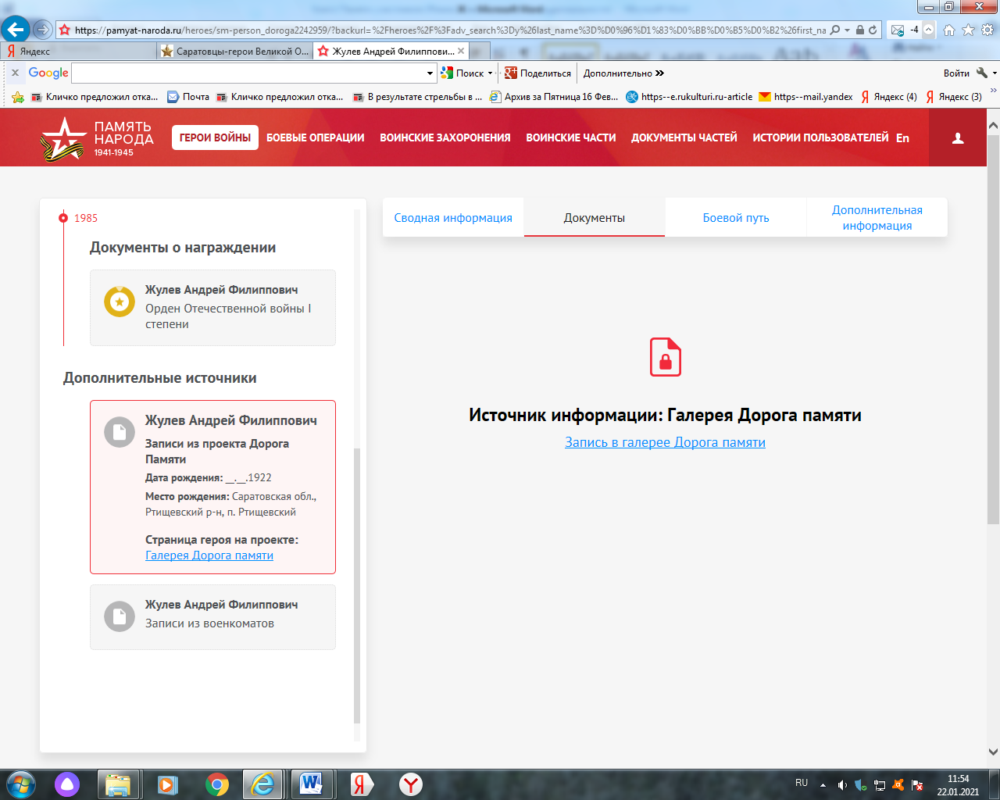 https://pamyat-naroda.ru/heroes/sm-person_doroga2242959/?backurl=%2Fheroes%2F%3Fadv_search%3Dy%26last_name%3D%D0%96%D1%83%D0%BB%D0%B5%D0%B2%26first_na
-4
Яндекс
Саратовцы-герои Великой О...
Жулев Андрей Филиппови...
Google
Поиск
Поделиться
Дополнительно
Войти
Кличко предложил отка...
Почта
Кличко предложил отка...
В результате стрельбы в ...
Архив за Пятница 16 Фев...
https--e.rukulturi.ru-article
https--mail.yandex
Яндекс (4)
Яндекс (3)
ПАМЯТЬ
НАРОДА
1941-1945
ГЕРОИ ВОЙНЫ
БОЕВЫЕ ОПЕРАЦИИ
ВОИНСКИЕ ЗАХОРОНЕНИЯ
ВОИНСКИЕ ЧАСТИ
ДОКУМЕНТЫ ЧАСТЕЙ
ИСТОРИИ ПОЛЬЗОВАТЕЛЕЙ
En
1985
Документы о награждении
Жулев Андрей Филиппович
Орден Отечественной войны I
степени
Дополнительные источники
Жулев Андрей Филиппович
Записи из проекта Дорога
Памяти
Дата рождения: __.__.1922
Место рождения: Саратовская обл.,
Ртищевский р-н, п. Ртищевский
Страница героя на проекте:
Галерея Дорога памяти
Жулев Андрей Филиппович
Записи из военкоматов
Сводная информация
Документы
Боевой путь
Дополнительная
информация
Источник информации: Галерея Дорога памяти
Запись в галерее Дорога памяти
RU
11:54
22.01.2021